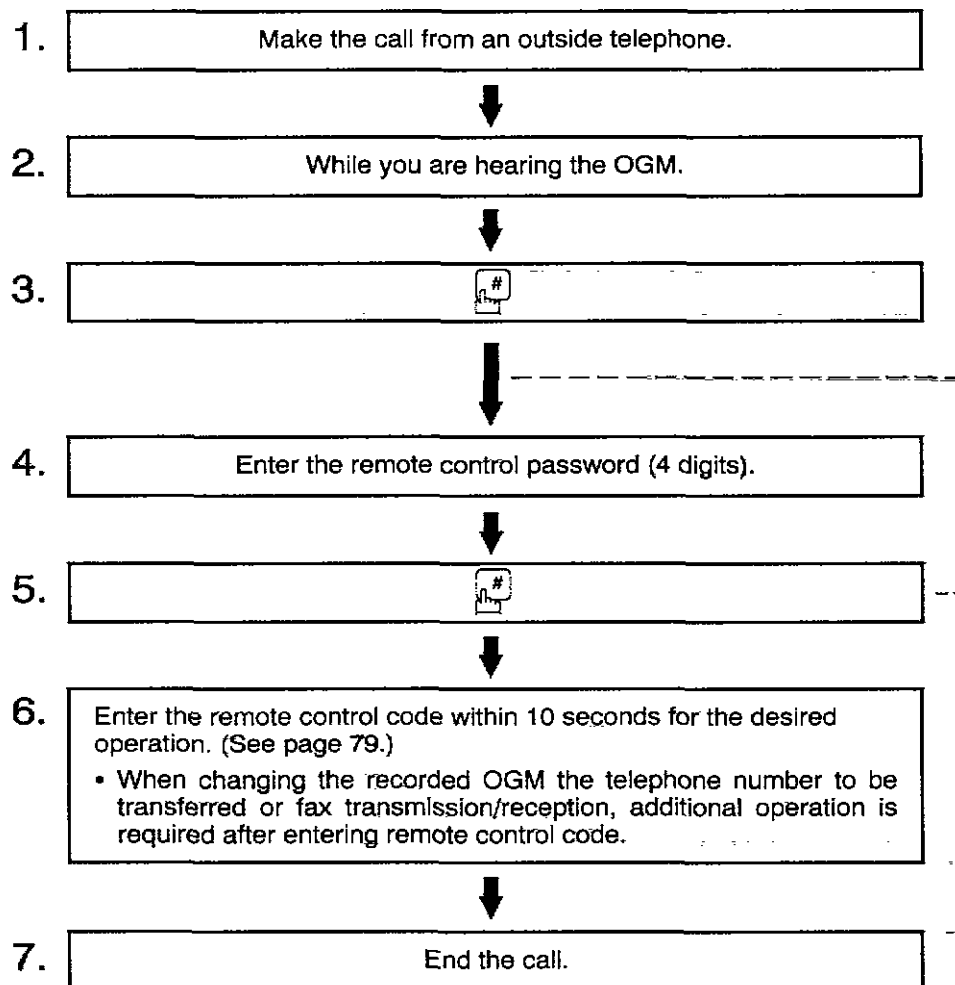 1. Make the call from an outside telephone.
2. While you are hearing the OGM.
3. #
4. Enter the remote control password (4 digits).
5. #
6. Enter the remote control code within 10 seconds for the desired
operation. (See page 79.)
• When changing the recorded OGM the telephone number to be
transferred or fax transmission/reception, additional operation is
required after entering remote control code.
7. End the call.